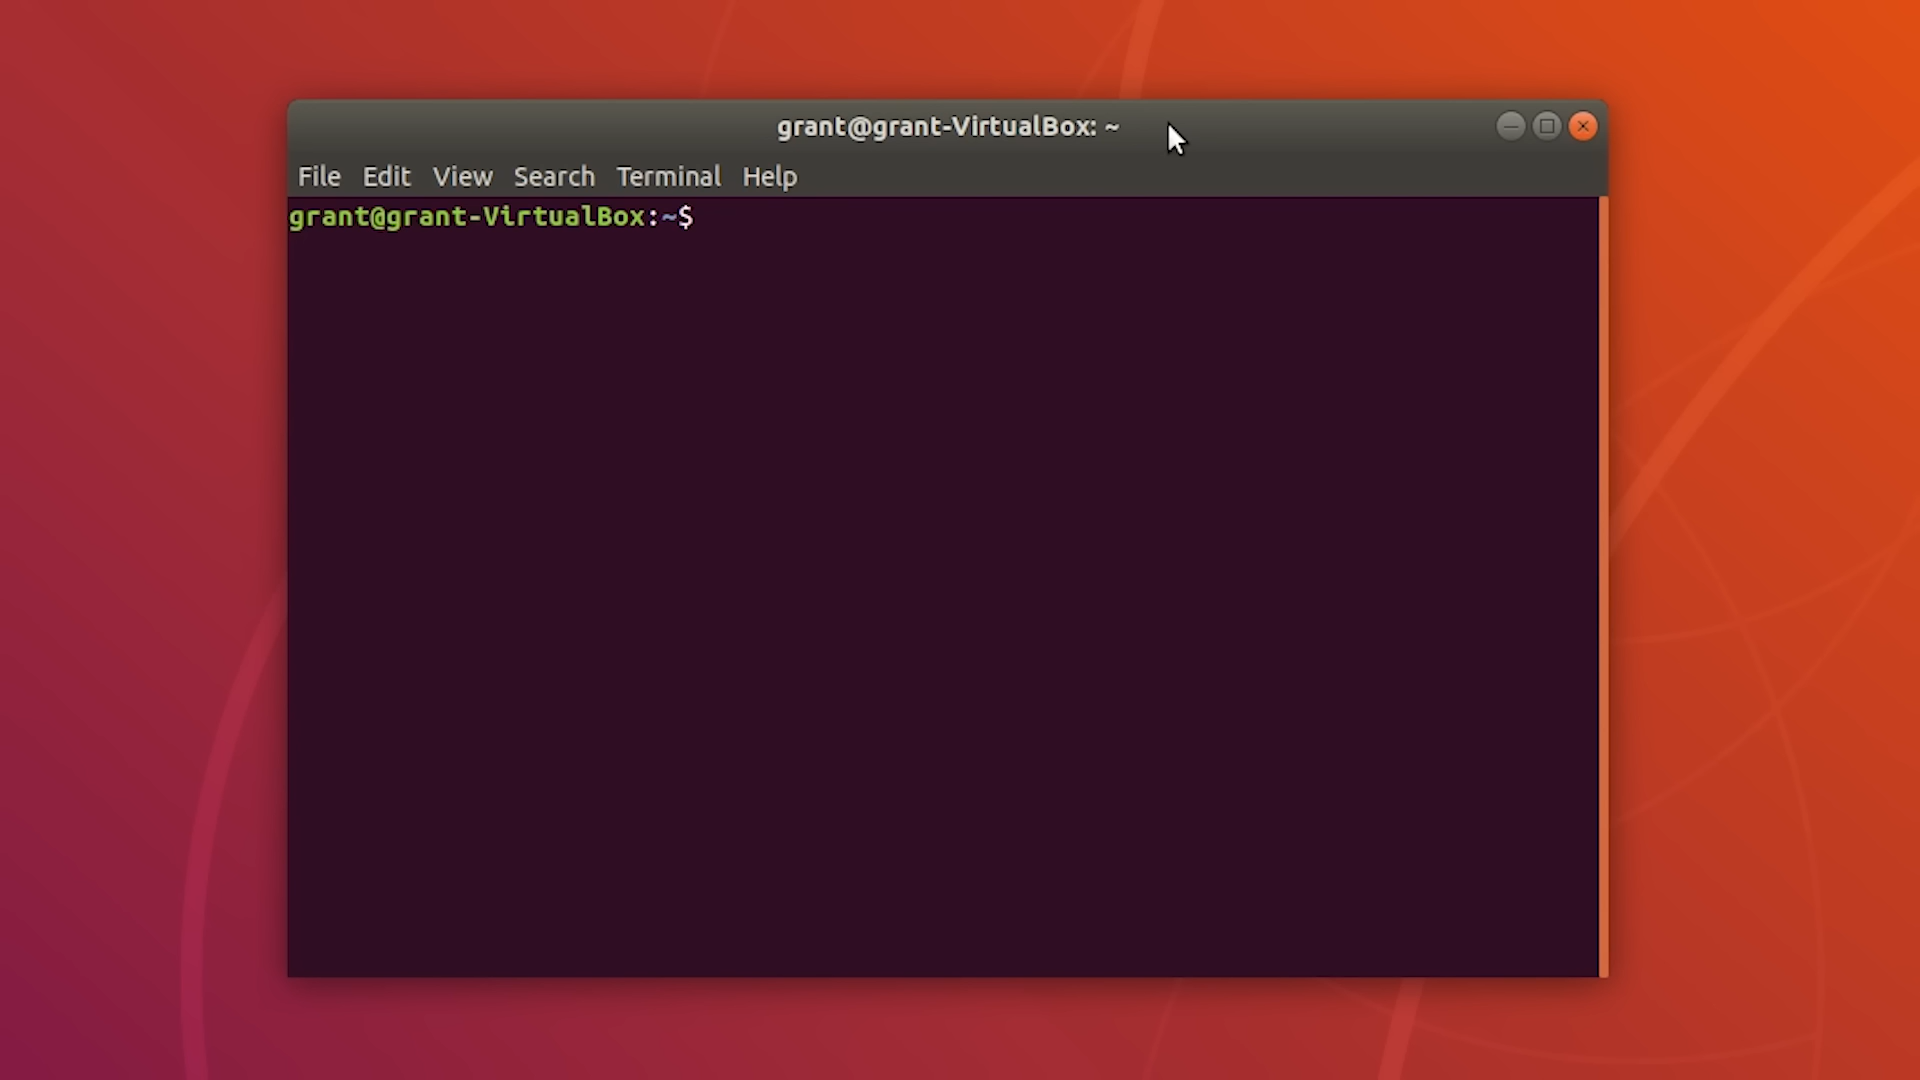 grant@grant-VirtualBox: ~
File Edit View Search Terminal Help
grant@grant-VirtualBox:~$